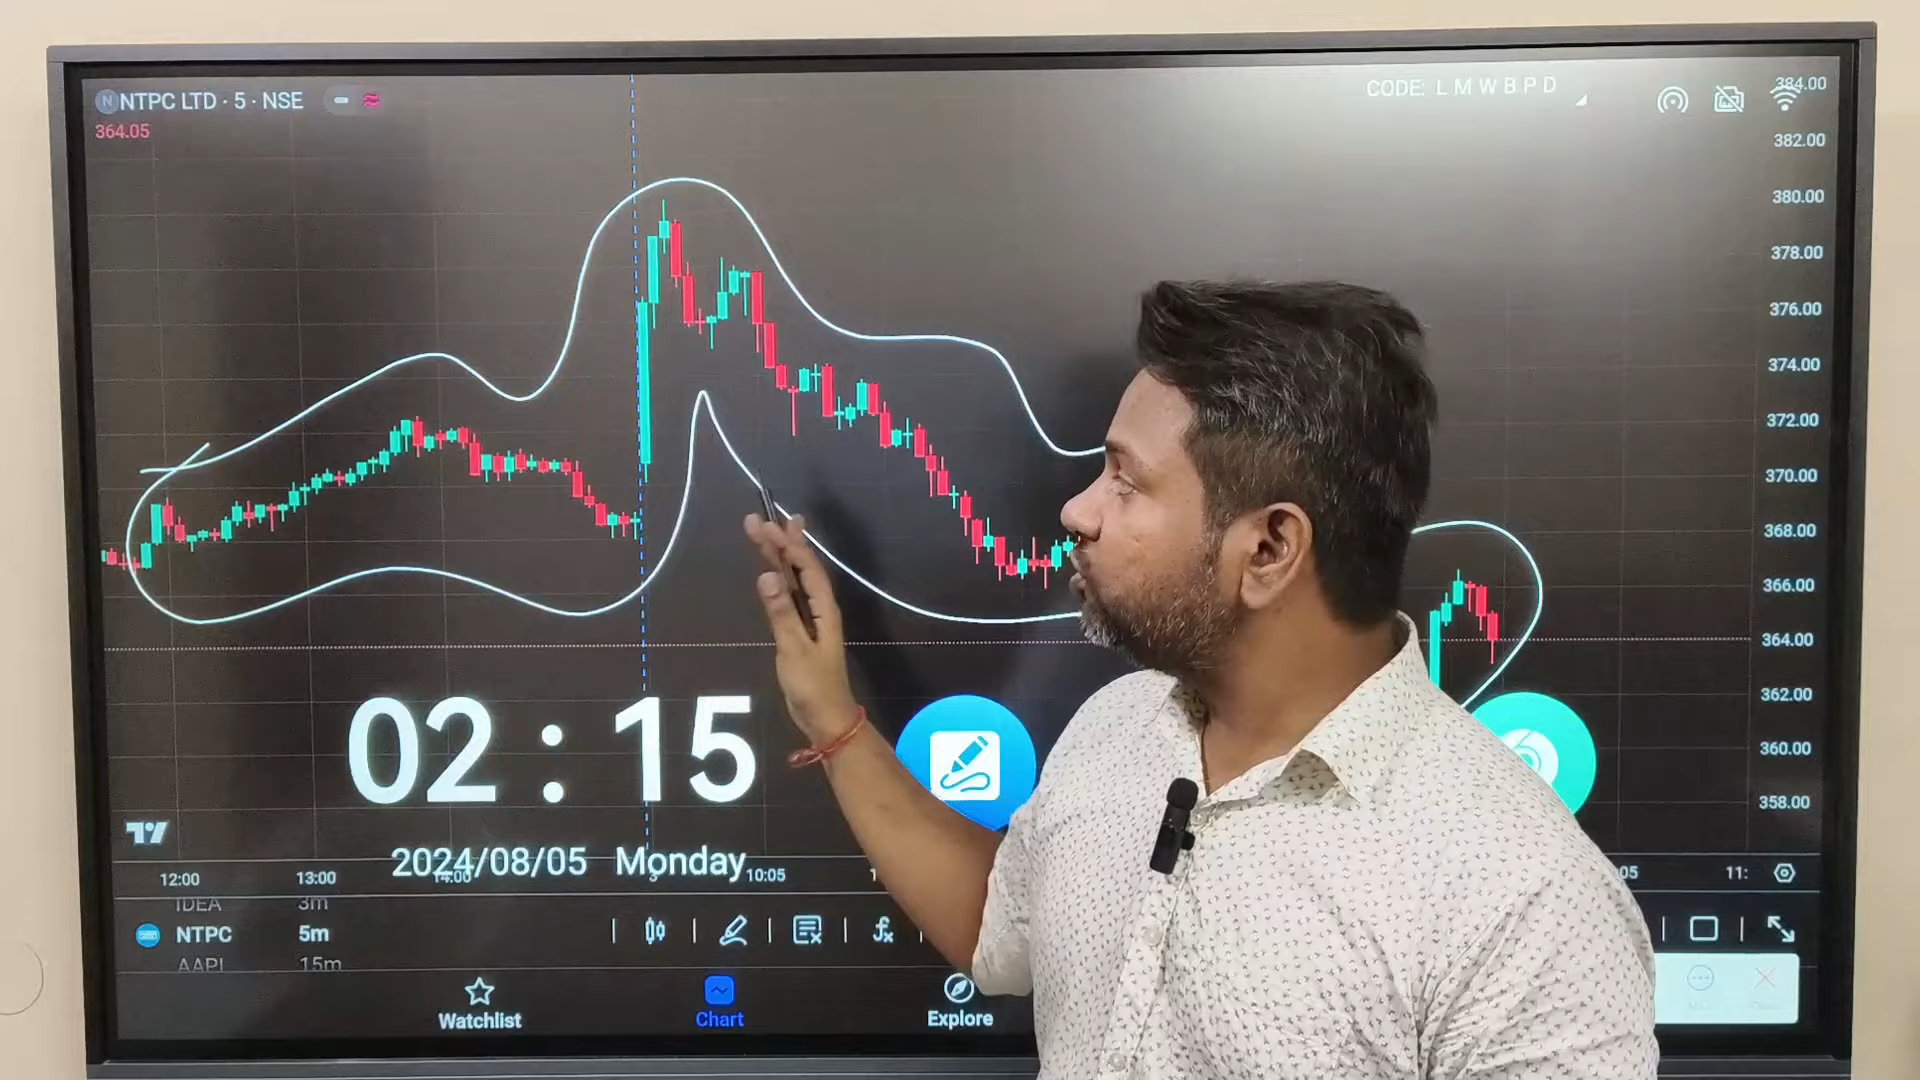 NTPC LTD · 5 · NSE
364.05
CODE: L M W B P D
384.00
382.00
380.00
378.00
376.00
374.00
372.00
370.00
368.00
366.00
364.00
362.00
360.00
358.00
02 : 15
2024/08/05 Monday
12:00 13:00 14:00 10:05 05 11:
IDEA 3m
NTPC 5m
AAPL 15m
Watchlist Chart Explore